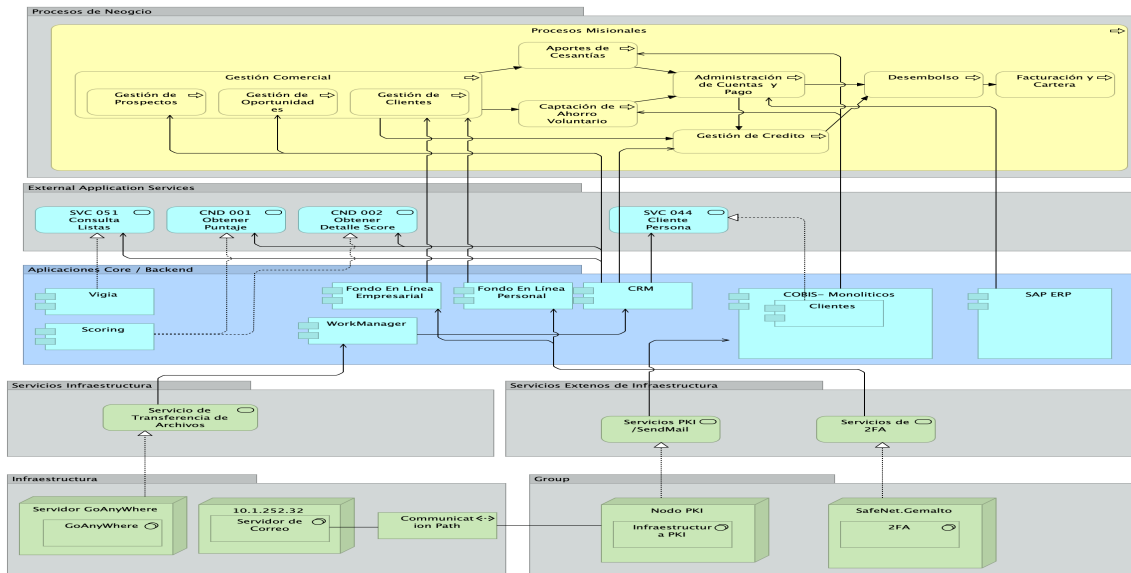 Procesos de Neogcio
Procesos Misionales
Aportes de
Cesantías
Gestión Comercial
Gestión de
Prospectos
Gestión de
Oportunidad
es
Gestión de
Clientes
Captación de
Ahorro
Voluntario
Administración
de Cuentas y
Pago
Gestión de Credito
Desembolso
Facturación y
Cartera
External Application Services
SVC 051
Consulta
Listas
CND 001
Obtener
Puntaje
CND 002
Obtener
Detalle Score
SVC 044
Cliente
Persona
Aplicaciones Core / Backend
Vigia
Scoring
Fondo En Línea
Empresarial
Fondo En Línea
Personal
CRM
WorkManager
COBIS- Monoliticos
Clientes
SAP ERP
Servicios Infraestructura
Servicio de
Transferencia de
Archivos
Servicios Extenos de Infraestructura
Servicios PKI
/SendMail
Servicios de
2FA
Infraestructura
Servidor GoAnyWhere
GoAnyWhere
10.1.252.32
Servidor de
Correo
Communicat
ion Path
Group
Nodo PKI
Infraestructur
a PKI
SafeNet.Gemalto
2FA